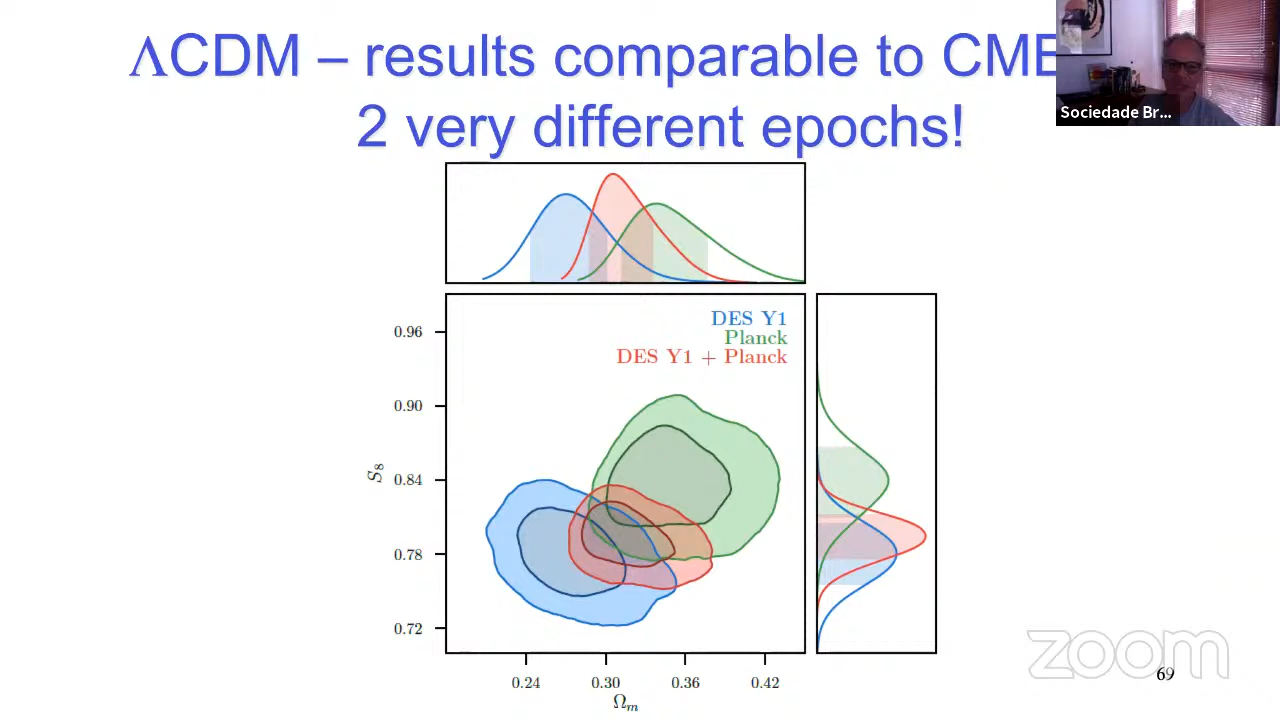 ΛCDM – results comparable to CMB
2 very different epochs!
Sociedade Br...
DES Y1
Planck
DES Y1 + Planck
0.96
0.90
0.84
0.78
0.72
S₈
0.24 0.30 0.36 0.42
Ωₘ
zoom
69